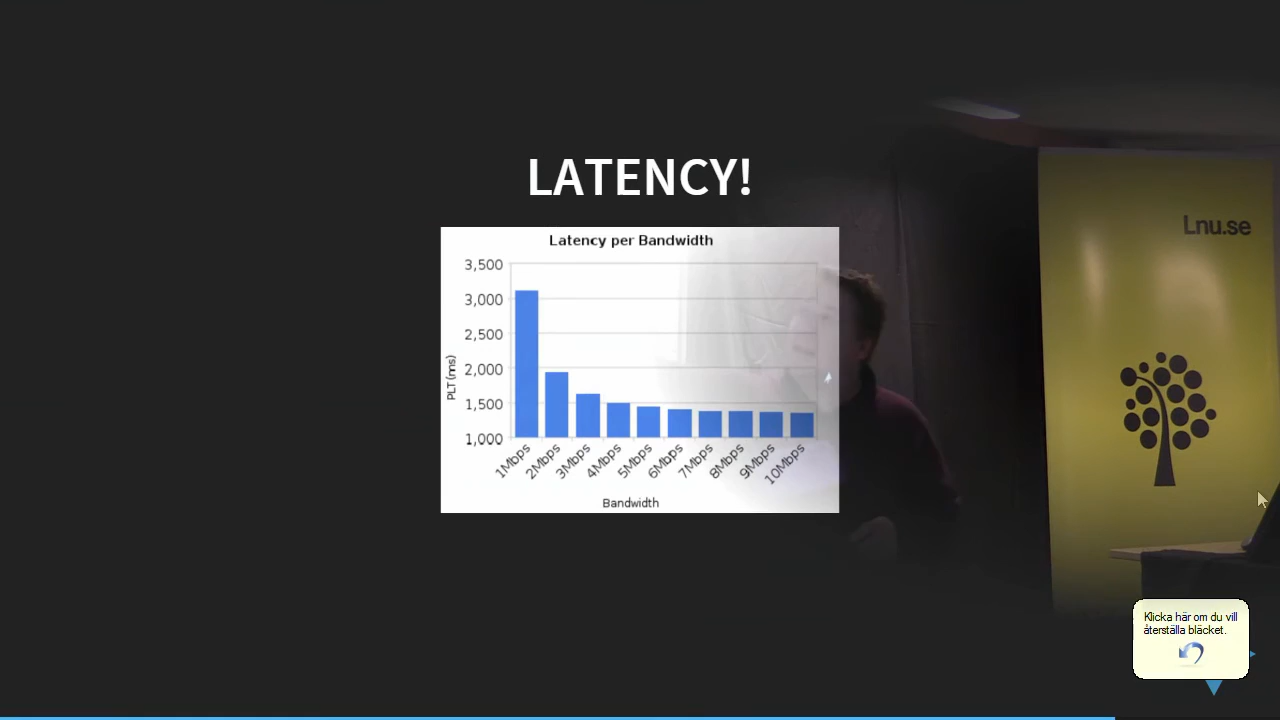 LATENCY!
Lnu.se
Latency per Bandwidth
3,500
3,000
2,500
2,000
1,500
1,000
PLT (ms)
1Mbps 2Mbps 3Mbps 4Mbps 5Mbps 6Mbps 7Mbps 8Mbps 9Mbps 10Mbps
Bandwidth
Klicka här om du vill
återställa bläcket.